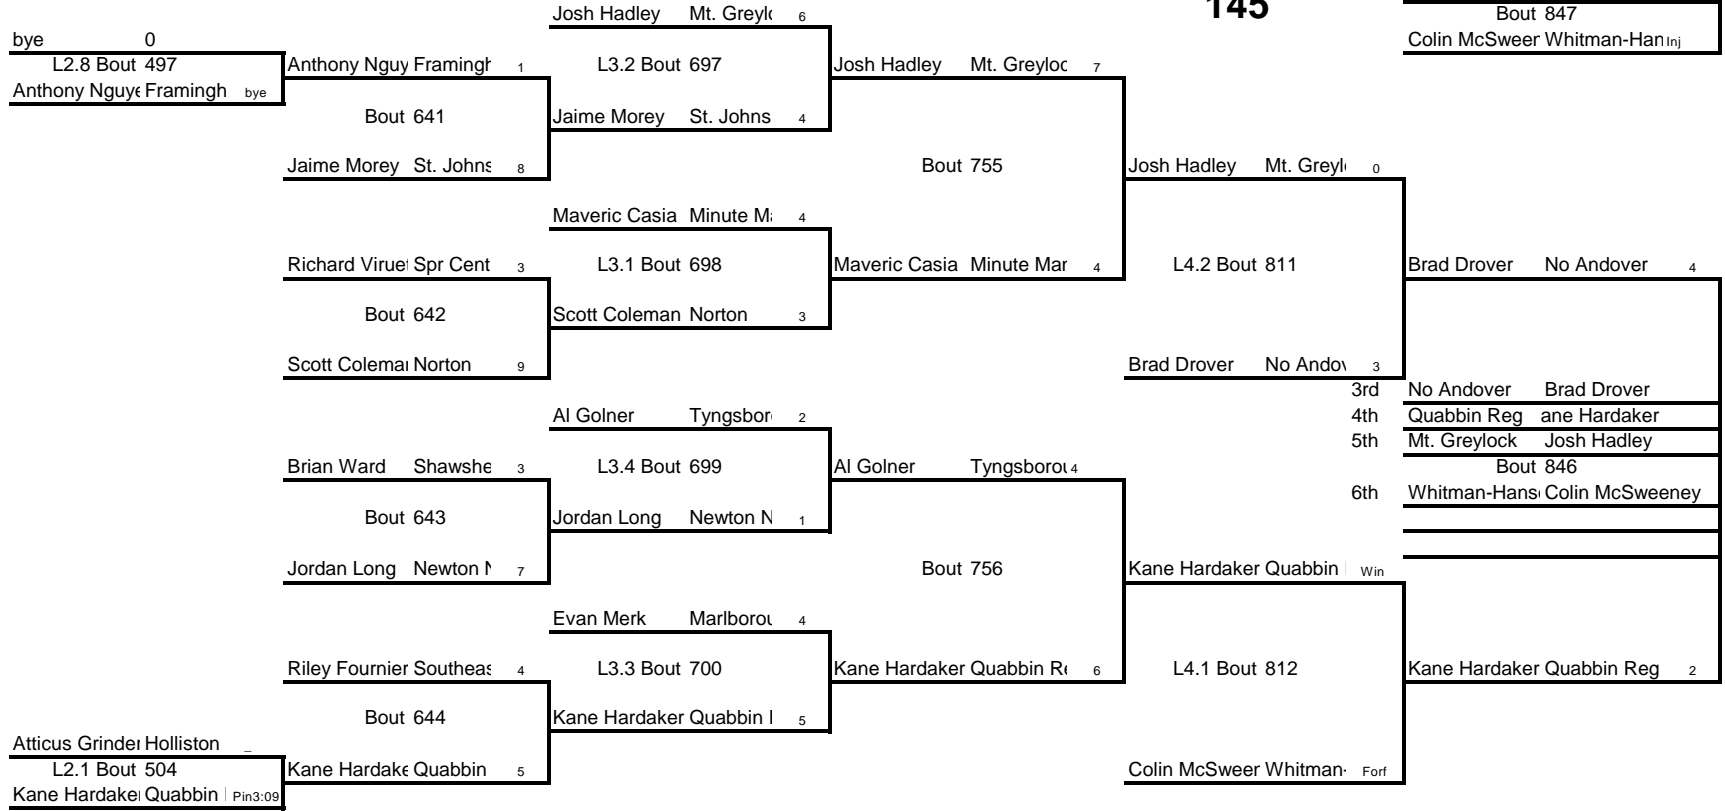 145
Josh Hadley Mt. Greylo 6
Bout 847
bye 0
Colin McSweer Whitman-Han Inj
L2.8 Bout 497
Anthony Nguy Framingh 1
L3.2 Bout 697
Josh Hadley Mt. Greyloc 7
Anthony Nguye Framingh bye
Bout 641
Jaime Morey St. Johns 4
Jaime Morey St. Johns 8
Bout 755
Josh Hadley Mt. Greyl 0
Maveric Casia Minute Ma 4
Richard Viruet Spr Cent 3
L3.1 Bout 698
Maveric Casia Minute Mar 4
L4.2 Bout 811
Brad Drover No Andover 4
Bout 642
Scott Coleman Norton 3
Scott Colemar Norton 9
Brad Drover No Andov 3
3rd No Andover Brad Drover
4th Quabbin Reg ane Hardaker
Al Golner Tyngsbor 2
5th Mt. Greylock Josh Hadley
Brian Ward Shawshe 3
L3.4 Bout 699
Al Golner Tyngsborou 4
Bout 846
6th Whitman-Hans Colin McSweeney
Bout 643
Jordan Long Newton N 1
Jordan Long Newton N 7
Bout 756
Kane Hardaker Quabbin Win
Evan Merk Marlborou 4
Riley Fournier Southeas 4
L3.3 Bout 700
Kane Hardaker Quabbin Re 6
L4.1 Bout 812
Kane Hardaker Quabbin Reg 2
Bout 644
Kane Hardaker Quabbin 5
Atticus Grinder Holliston _
L2.1 Bout 504
Kane Hardake Quabbin 5
Colin McSweer Whitman- Forf
Kane Hardaker Quabbin Pin3:09